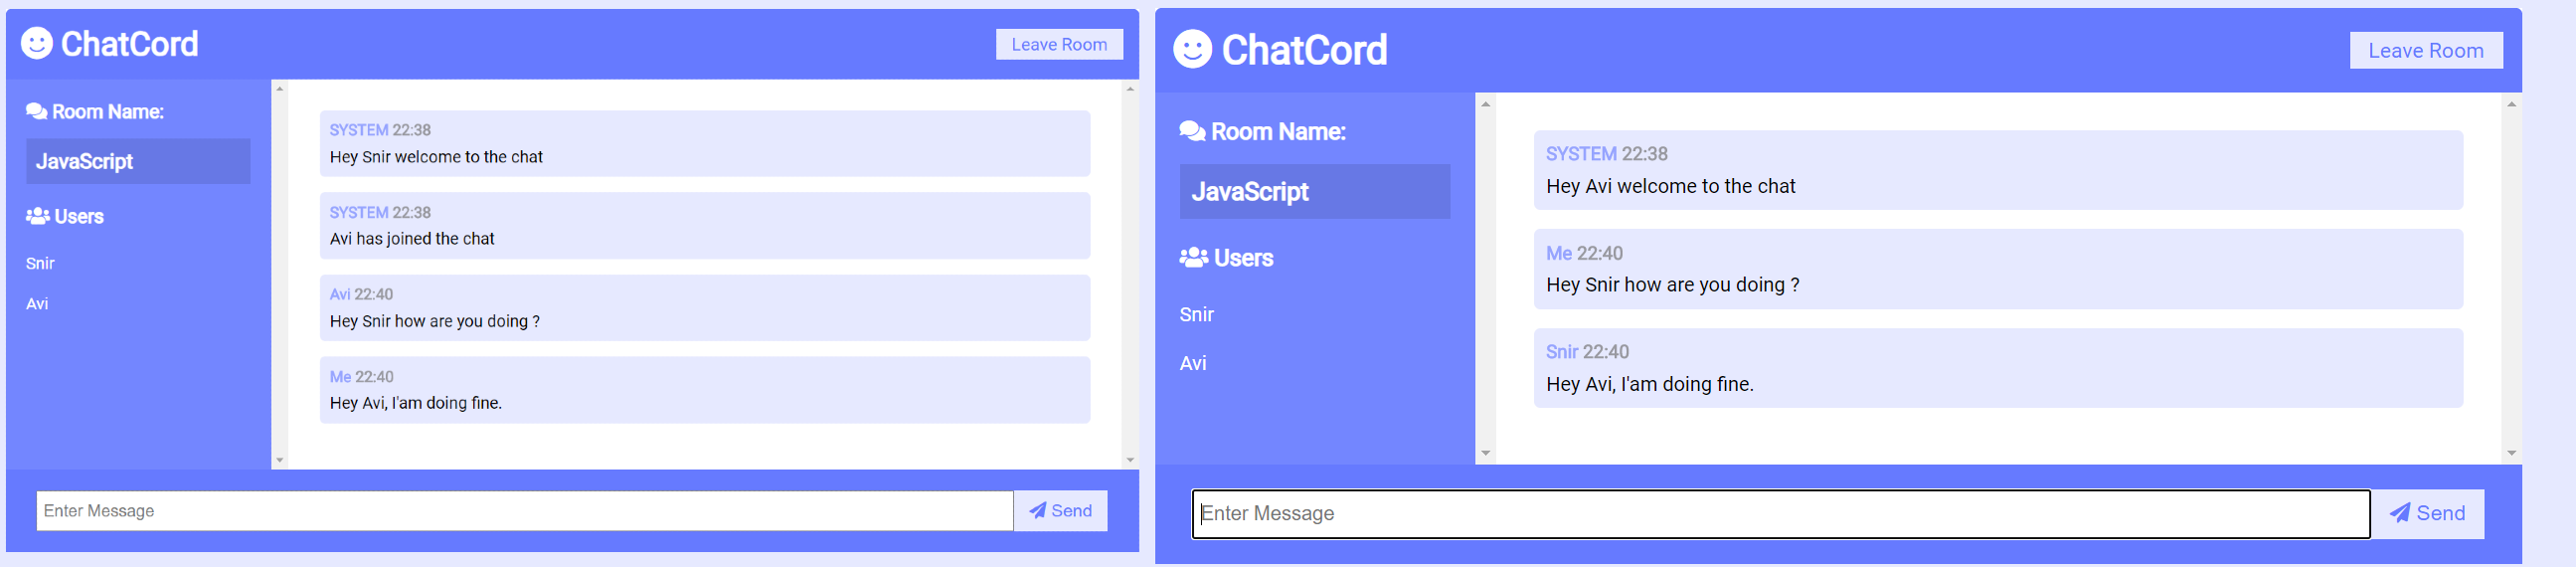 ChatCord
Leave Room
Room Name:
JavaScript
Users
Snir
Avi
SYSTEM 22:38
Hey Snir welcome to the chat
SYSTEM 22:38
Avi has joined the chat
Avi 22:40
Hey Snir how are you doing ?
Me 22:40
Hey Avi, I'am doing fine.
Enter Message
Send
ChatCord
Leave Room
Room Name:
JavaScript
Users
Snir
Avi
SYSTEM 22:38
Hey Avi welcome to the chat
Me 22:40
Hey Snir how are you doing ?
Snir 22:40
Hey Avi, I'am doing fine.
Enter Message
Send